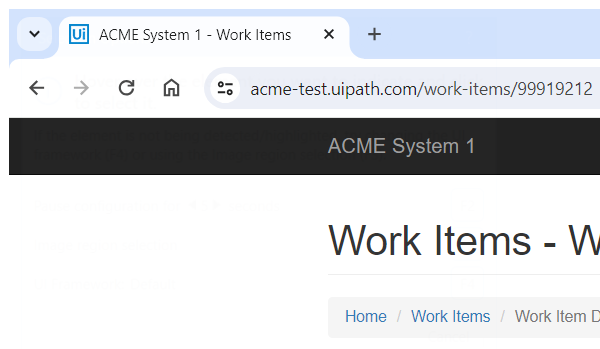 Ui ACME System 1 - Work Items
acme-test.uipath.com/work-items/99919212
ACME System 1
Work Items - W
Home / Work Items / Work Item D